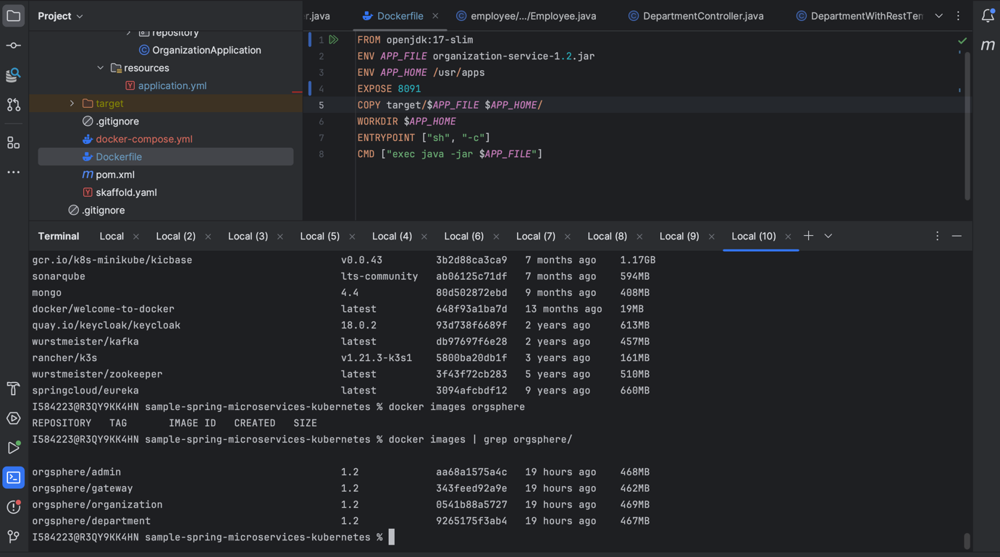 Project
er.java
Dockerfile
employee/.../Employee.java
DepartmentController.java
DepartmentWithRestTem
repository
OrganizationApplication
resources
application.yml
target
.gitignore
docker-compose.yml
Dockerfile
pom.xml
skaffold.yaml
.gitignore
1 FROM openjdk:17-slim
2 ENV APP_FILE organization-service-1.2.jar
3 ENV APP_HOME /usr/apps
4 EXPOSE 8091
5 COPY target/$APP_FILE $APP_HOME/
6 WORKDIR $APP_HOME
7 ENTRYPOINT ["sh", "-c"]
8 CMD ["exec java -jar $APP_FILE"]
Terminal Local Local (2) Local (3) Local (5) Local (4) Local (6) Local (7) Local (8) Local (9) Local (10)
gcr.io/k8s-minikube/kicbase v0.0.43 3b2d88ca3ca9 7 months ago 1.17GB
sonarqube lts-community ab06125c71df 7 months ago 594MB
mongo 4.4 80d502872ebd 9 months ago 408MB
docker/welcome-to-docker latest 648f93a1ba7d 13 months ago 19MB
quay.io/keycloak/keycloak 18.0.2 93d738f6689f 2 years ago 613MB
wurstmeister/kafka latest db97697f6e28 2 years ago 457MB
rancher/k3s v1.21.3-k3s1 5800ba20db1f 3 years ago 161MB
wurstmeister/zookeeper latest 3f43f72cb283 5 years ago 510MB
springcloud/eureka latest 3094afcbdf12 9 years ago 660MB
I584223@R3QY9KK4HN sample-spring-microservices-kubernetes % docker images orgsphere
REPOSITORY TAG IMAGE ID CREATED SIZE
I584223@R3QY9KK4HN sample-spring-microservices-kubernetes % docker images | grep orgsphere/
orgsphere/admin 1.2 aa68a1575a4c 19 hours ago 468MB
orgsphere/gateway 1.2 343feed92a9e 19 hours ago 462MB
orgsphere/organization 1.2 0541b88a5727 19 hours ago 469MB
orgsphere/department 1.2 9265175f3ab4 19 hours ago 467MB
I584223@R3QY9KK4HN sample-spring-microservices-kubernetes %